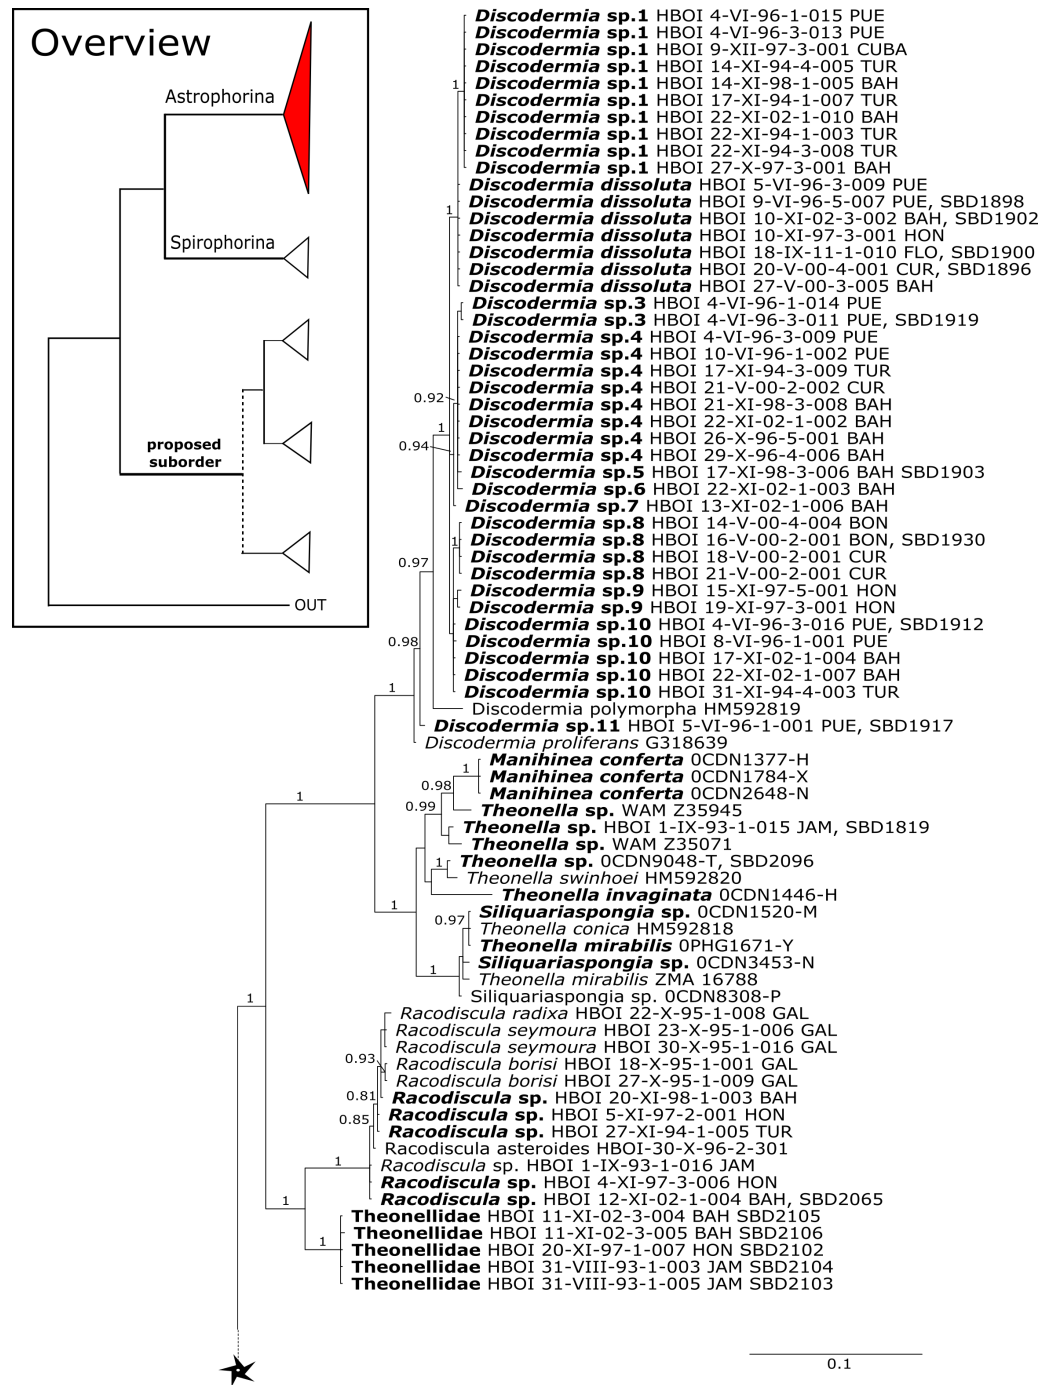 Overview
Astrophorina
Spirophorina
proposed
suborder
OUT
Discodermia sp.1 HBOI 4-VI-96-1-015 PUE
Discodermia sp.1 HBOI 4-VI-96-3-013 PUE
Discodermia sp.1 HBOI 9-XII-97-3-001 CUBA
Discodermia sp.1 HBOI 14-XI-94-4-005 TUR
Discodermia sp.1 HBOI 14-XI-98-1-005 BAH
Discodermia sp.1 HBOI 17-XI-94-1-007 TUR
Discodermia sp.1 HBOI 22-XI-02-1-010 BAH
Discodermia sp.1 HBOI 22-XI-94-1-003 TUR
Discodermia sp.1 HBOI 22-XI-94-3-008 TUR
Discodermia sp.1 HBOI 27-X-97-3-001 BAH
Discodermia dissoluta HBOI 5-VI-96-3-009 PUE
Discodermia dissoluta HBOI 9-VI-96-5-007 PUE, SBD1898
Discodermia dissoluta HBOI 10-XI-02-3-002 BAH, SBD1902
Discodermia dissoluta HBOI 10-XI-97-3-001 HON
Discodermia dissoluta HBOI 18-IX-11-1-010 FLO, SBD1900
Discodermia dissoluta HBOI 20-V-00-4-001 CUR, SBD1896
Discodermia dissoluta HBOI 27-V-00-3-005 BAH
Discodermia sp.3 HBOI 4-VI-96-1-014 PUE
Discodermia sp.3 HBOI 4-VI-96-3-011 PUE, SBD1919
Discodermia sp.4 HBOI 4-VI-96-3-009 PUE
Discodermia sp.4 HBOI 10-VI-96-1-002 PUE
Discodermia sp.4 HBOI 17-XI-94-3-009 TUR
Discodermia sp.4 HBOI 21-V-00-2-002 CUR
Discodermia sp.4 HBOI 21-XI-98-3-008 BAH
Discodermia sp.4 HBOI 22-XI-02-1-002 BAH
Discodermia sp.4 HBOI 26-X-96-5-001 BAH
Discodermia sp.4 HBOI 29-X-96-4-006 BAH
Discodermia sp.5 HBOI 17-XI-98-3-006 BAH SBD1903
Discodermia sp.6 HBOI 22-XI-02-1-003 BAH
Discodermia sp.7 HBOI 13-XI-02-1-006 BAH
Discodermia sp.8 HBOI 14-V-00-4-004 BON
Discodermia sp.8 HBOI 16-V-00-2-001 BON, SBD1930
Discodermia sp.8 HBOI 18-V-00-2-001 CUR
Discodermia sp.8 HBOI 21-V-00-2-001 CUR
Discodermia sp.9 HBOI 15-XI-97-5-001 HON
Discodermia sp.9 HBOI 19-XI-97-3-001 HON
Discodermia sp.10 HBOI 4-VI-96-3-016 PUE, SBD1912
Discodermia sp.10 HBOI 8-VI-96-1-001 PUE
Discodermia sp.10 HBOI 17-XI-02-1-004 BAH
Discodermia sp.10 HBOI 22-XI-02-1-007 BAH
Discodermia sp.10 HBOI 31-XI-94-4-003 TUR
Discodermia polymorpha HM592819
Discodermia sp.11 HBOI 5-VI-96-1-001 PUE, SBD1917
Discodermia proliferans G318639
Manihinea conferta 0CDN1377-H
Manihinea conferta 0CDN1784-X
Manihinea conferta 0CDN2648-N
Theonella sp. WAM Z35945
Theonella sp. HBOI 1-IX-93-1-015 JAM, SBD1819
Theonella sp. WAM Z35071
Theonella sp. 0CDN9048-T, SBD2096
Theonella swinhoei HM592820
Theonella invaginata 0CDN1446-H
Siliquariaspongia sp. 0CDN1520-M
Theonella conica HM592818
Theonella mirabilis 0PHG1671-Y
Siliquariaspongia sp. 0CDN3453-N
Theonella mirabilis ZMA 16788
Siliquariaspongia sp. 0CDN8308-P
Racodiscula radixa HBOI 22-X-95-1-008 GAL
Racodiscula seymoura HBOI 23-X-95-1-006 GAL
Racodiscula seymoura HBOI 30-X-95-1-016 GAL
Racodiscula borisi HBOI 18-X-95-1-001 GAL
Racodiscula borisi HBOI 27-X-95-1-009 GAL
Racodiscula sp. HBOI 20-XI-98-1-003 BAH
Racodiscula sp. HBOI 5-XI-97-2-001 HON
Racodiscula sp. HBOI 27-XI-94-1-005 TUR
Racodiscula asteroides HBOI-30-X-96-2-301
Racodiscula sp. HBOI 1-IX-93-1-016 JAM
Racodiscula sp. HBOI 4-XI-97-3-006 HON
Racodiscula sp. HBOI 12-XI-02-1-004 BAH, SBD2065
Theonellidae HBOI 11-XI-02-3-004 BAH SBD2105
Theonellidae HBOI 11-XI-02-3-005 BAH SBD2106
Theonellidae HBOI 20-XI-97-1-007 HON SBD2102
Theonellidae HBOI 31-VIII-93-1-003 JAM SBD2104
Theonellidae HBOI 31-VIII-93-1-005 JAM SBD2103
1
1
0.92
1
0.94
1
0.97
0.98
1
1
1
0.98
0.99
1
1
0.97
1
1
0.93
0.81
0.85
1
1
1
0.1